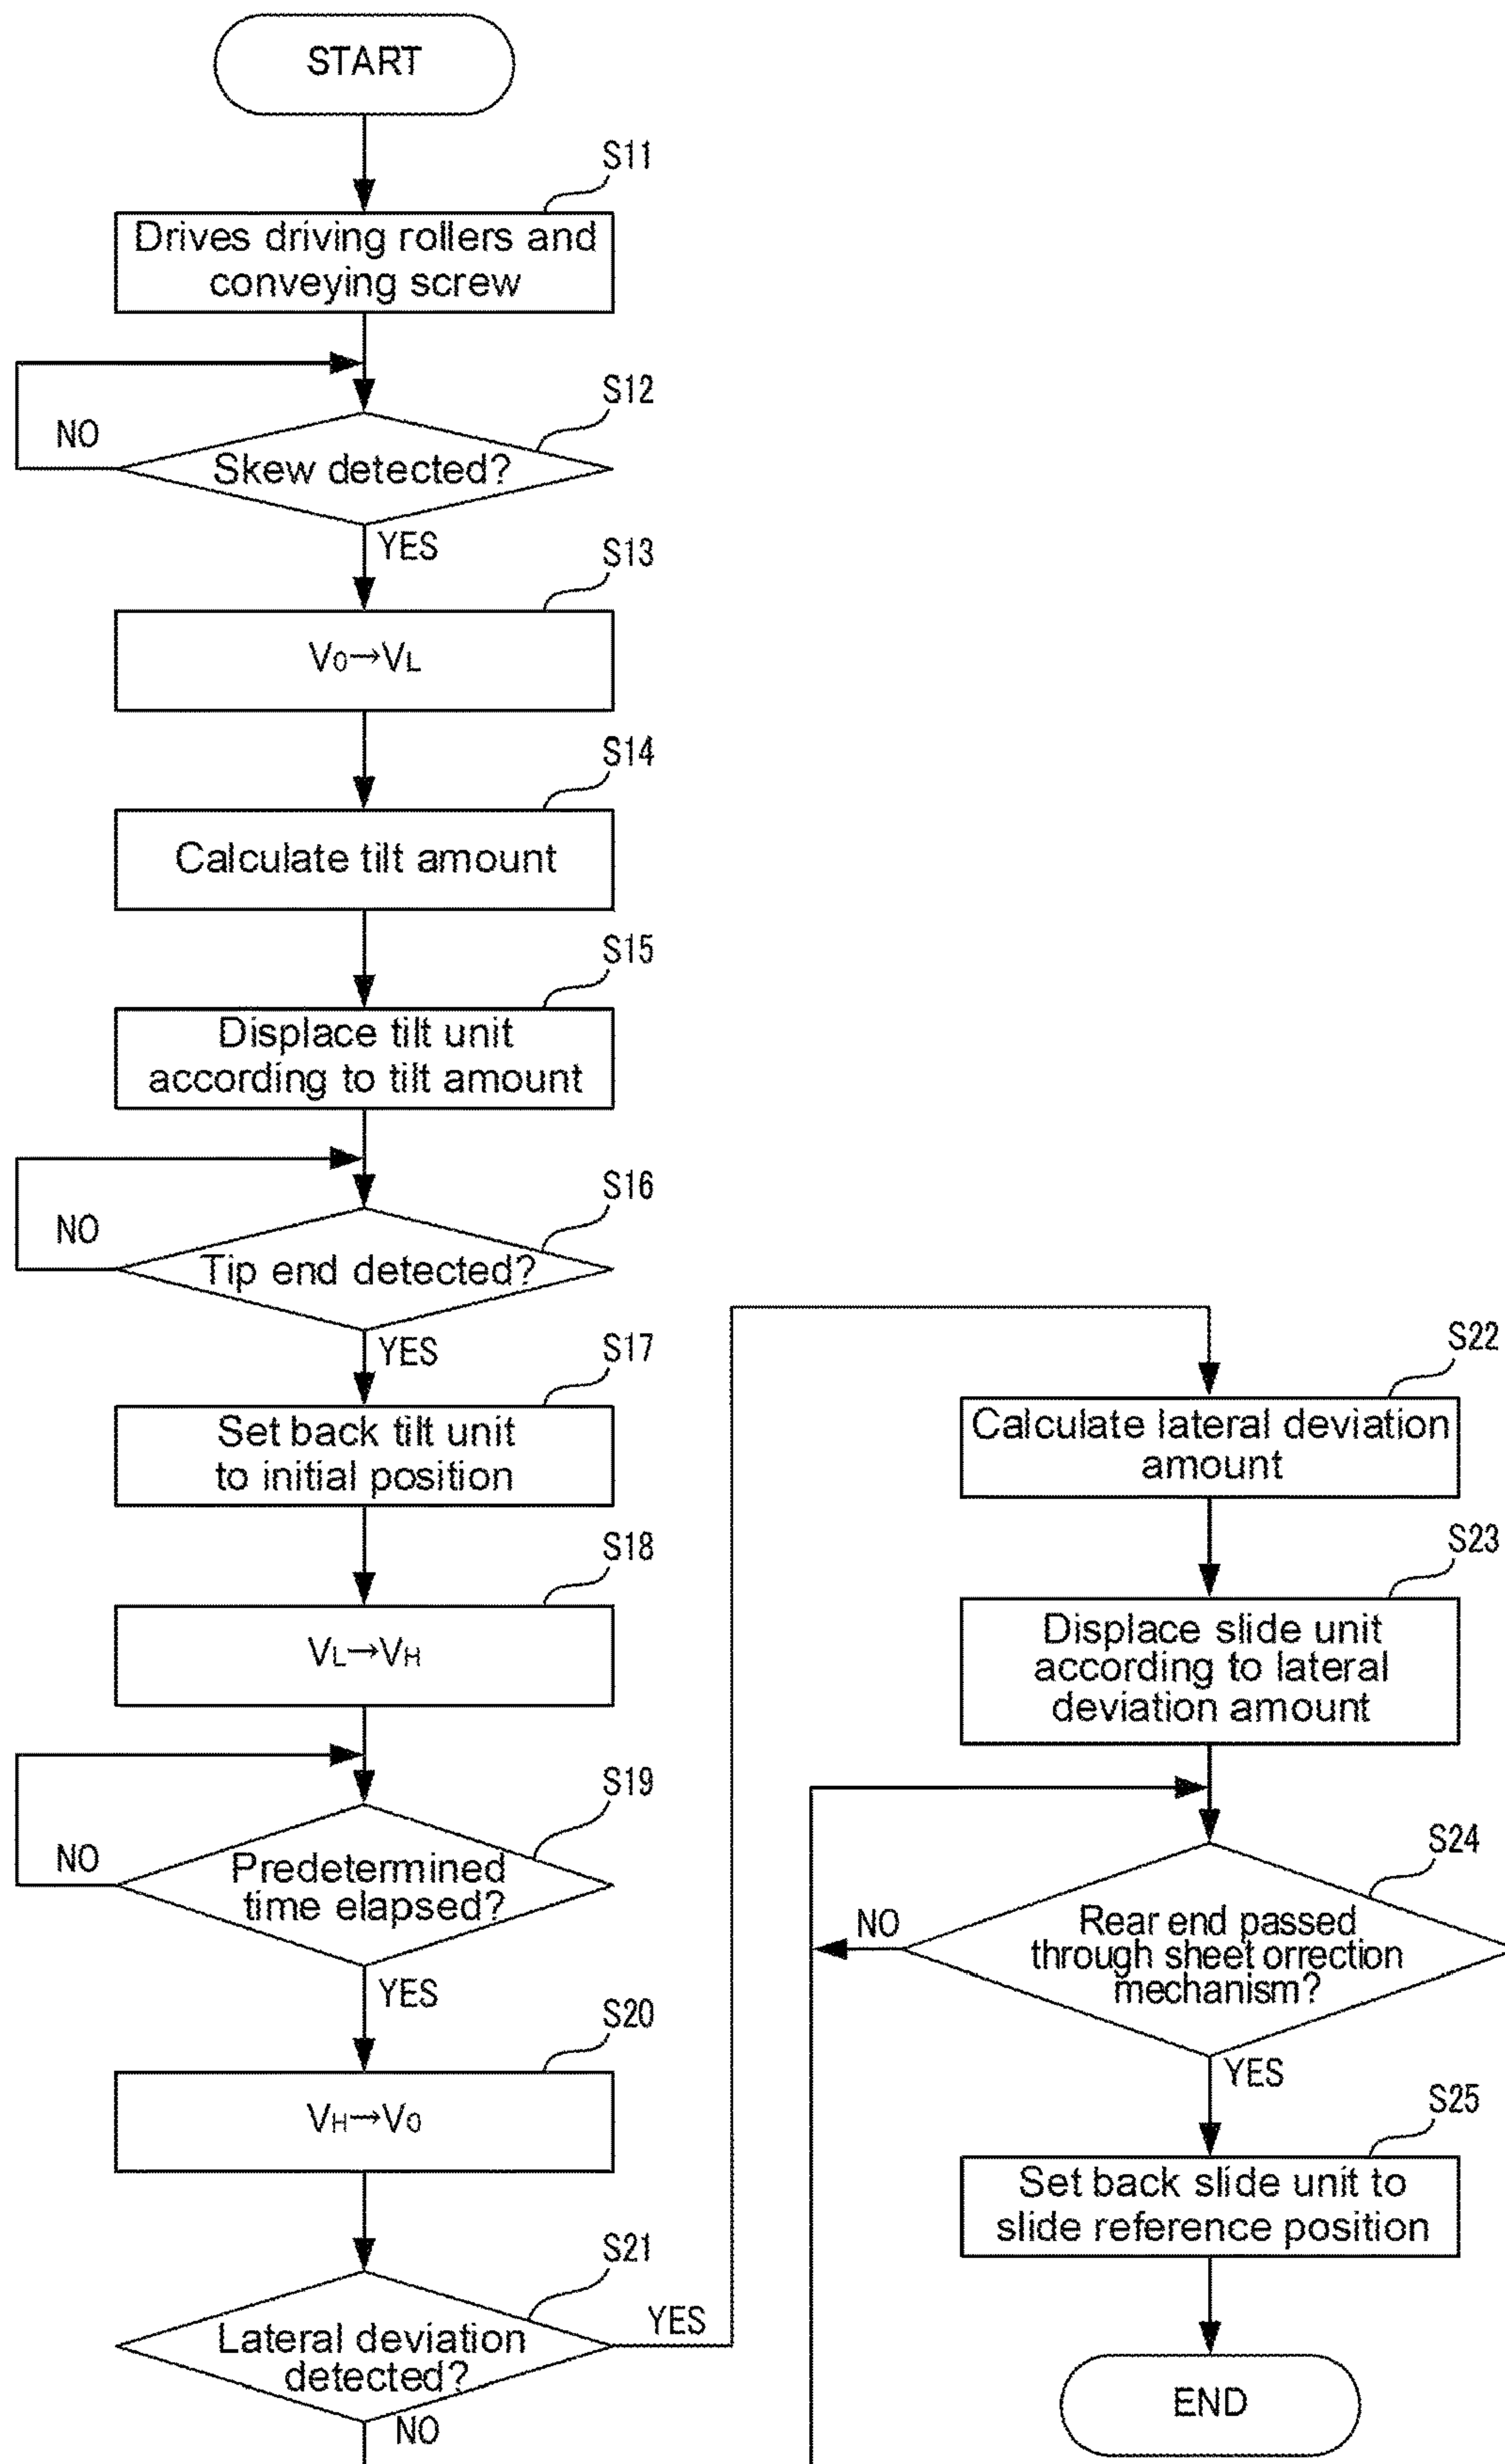 START
S11
Drives driving rollers and
conveying screw
S12
Skew detected?
NO
YES
S13
V0→VL
S14
Calculate tilt amount
S15
Displace tilt unit
according to tilt amount
S16
Tip end detected?
NO
YES
S17
Set back tilt unit
to initial position
S18
VL→VH
S19
Predetermined
time elapsed?
NO
YES
S20
VH→V0
S21
Lateral deviation
detected?
YES
NO
S22
Calculate lateral deviation
amount
S23
Displace slide unit
according to lateral
deviation amount
S24
Rear end passed
through sheet orrection
mechanism?
NO
YES
S25
Set back slide unit to
slide reference position
END